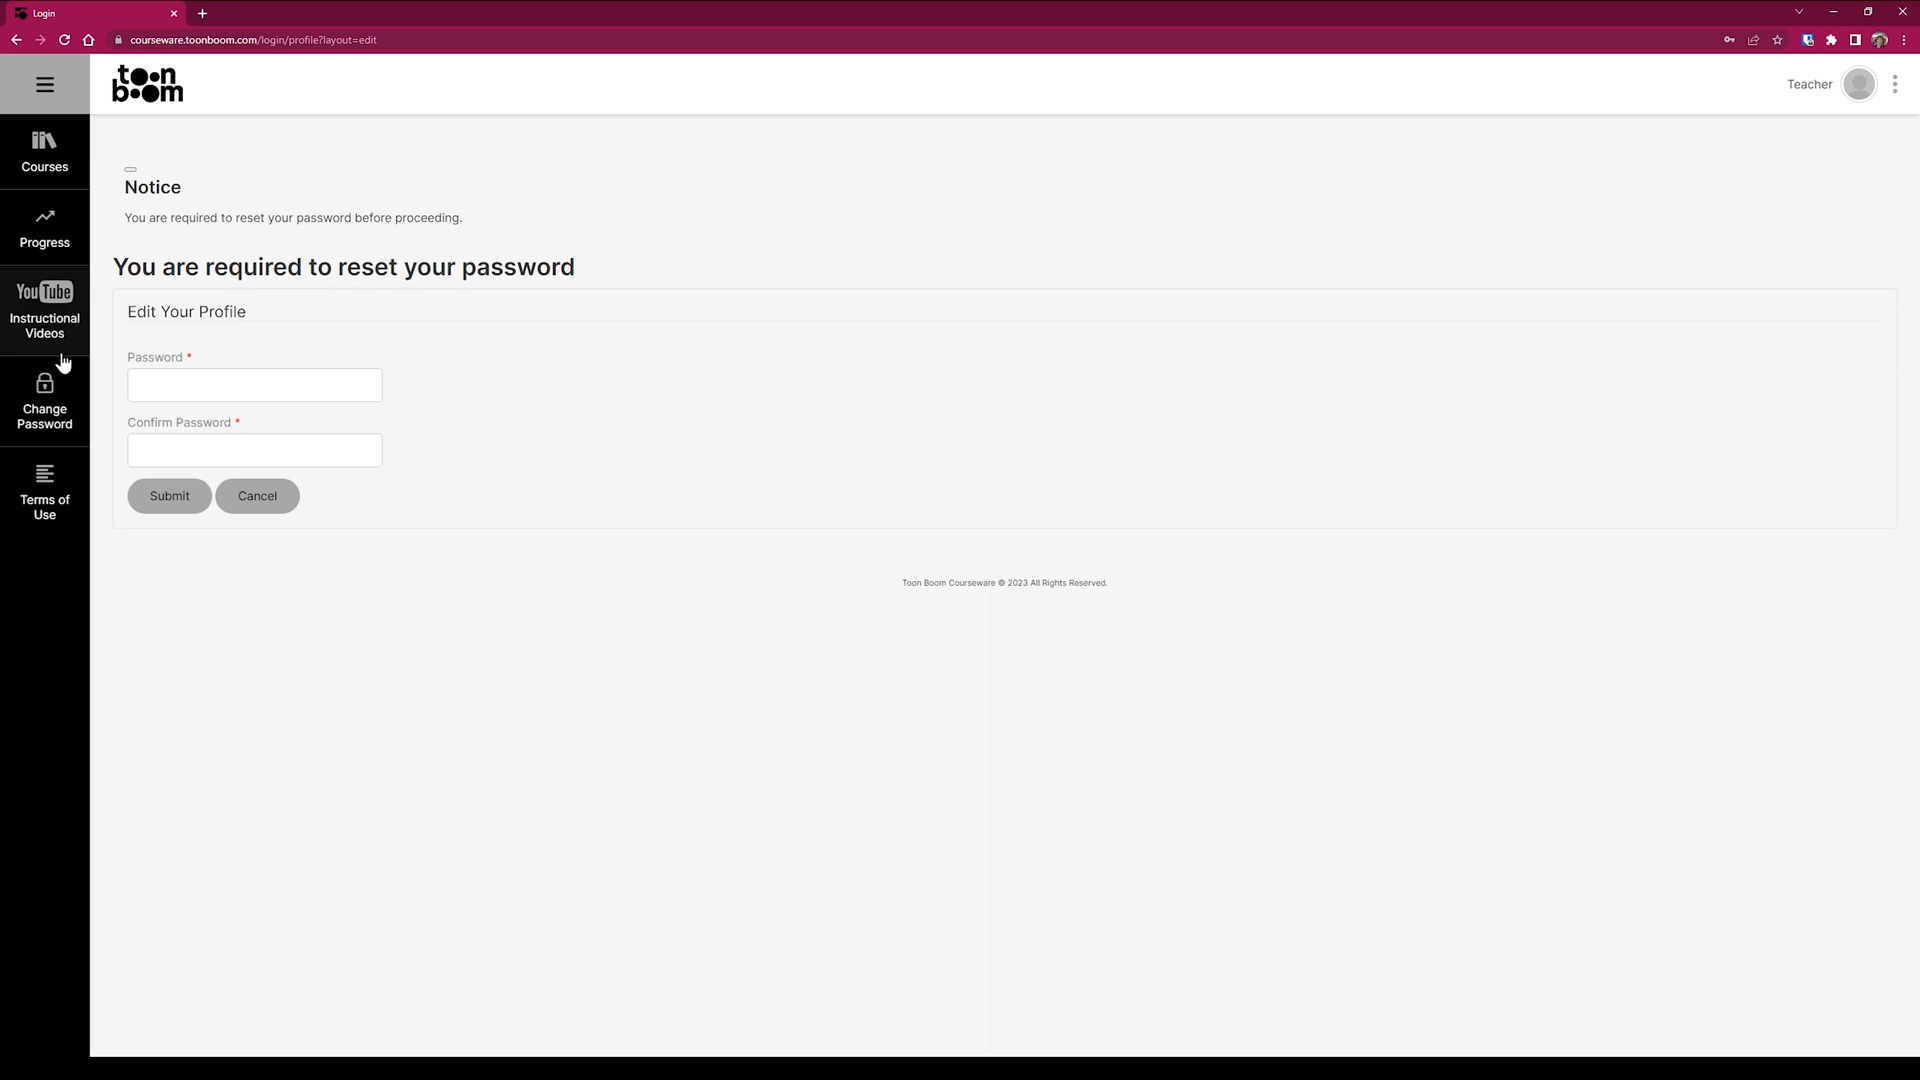 Login
courseware.toonboom.com/login/profile?layout=edit
toon
boom
Teacher
Courses
Progress
YouTube
Instructional
Videos
Change
Password
Terms of
Use
Notice
You are required to reset your password before proceeding.
You are required to reset your password
Edit Your Profile
Password *
Confirm Password *
Submit
Cancel
Toon Boom Courseware © 2023 All Rights Reserved.